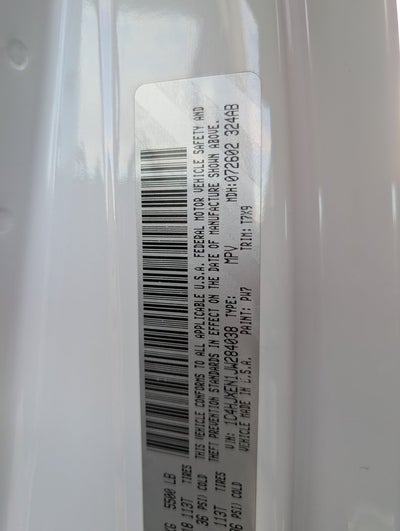 5500 LB
113T TIRES
36 PSI/ COLD
113T TIRES
36 PSI/ COLD
THIS VEHICLE CONFORMS TO ALL APPLICABLE U.S.A. FEDERAL MOTOR VEHICLE SAFETY AND
THEFT PREVENTION STANDARDS IN EFFECT ON THE DATE OF MANUFACTURE SHOWN ABOVE.
VIN: 1C4HJXEN1JW284038 TYPE: MPV MDH:072602 324AB
VEHICLE MADE IN U.S.A. PAINT: PW7 TRIM: T7X9